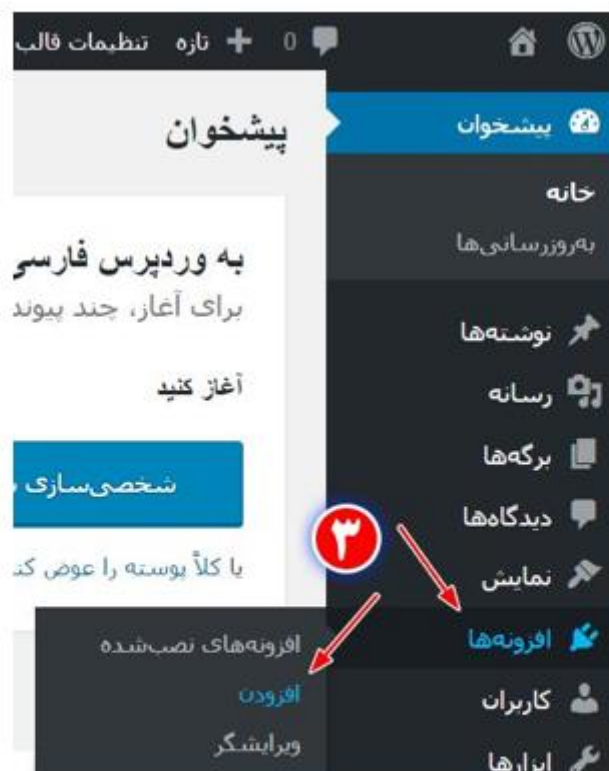 0 تازه تنظیمات قالب
پیشخوان
خانه
به‌روزرسانی‌ها
نوشته‌ها
رسانه
برگه‌ها
دیدگاه‌ها
نمایش
افزونه‌ها
کاربران
ابزارها
افزونه‌های نصب‌شده
افزودن
ویرایشگر
۳
پیشخوان
به وردپرس فارسی
برای آغاز، چند پیوند
آغاز کنید
شخصی‌سازی
یا کلاً پوسته را عوض کن